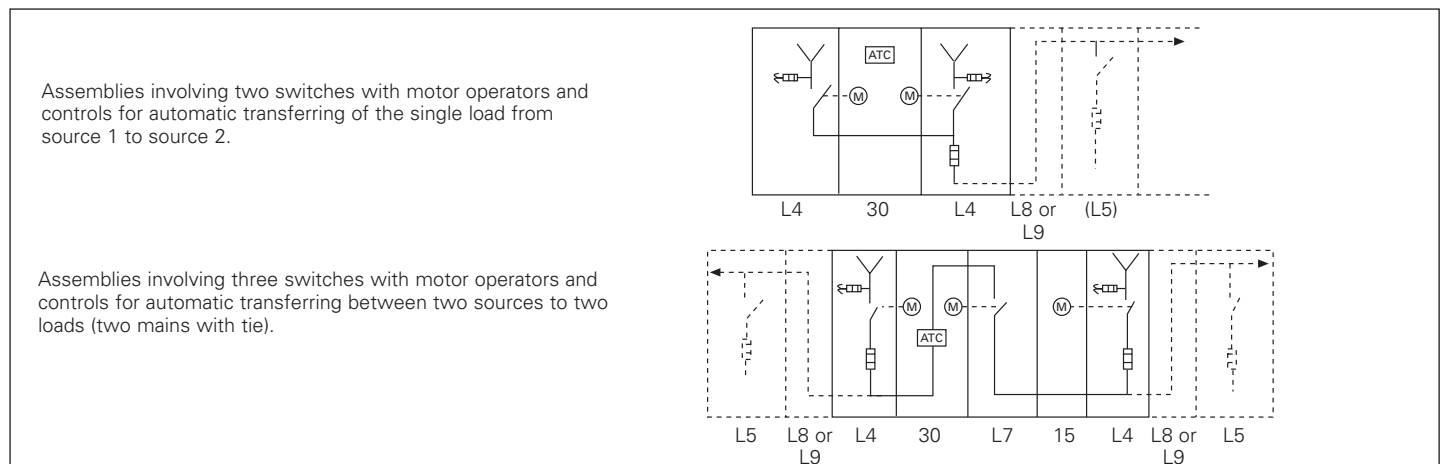 Assemblies involving two switches with motor operators and
controls for automatic transferring of the single load from
source 1 to source 2.
ATC
M M
L4 30 L4 L8 or (L5)
L9
Assemblies involving three switches with motor operators and
controls for automatic transferring between two sources to two
loads (two mains with tie).
M M M
ATC
L5 L8 or L4 30 L7 15 L4 L8 or L5
L9 L9